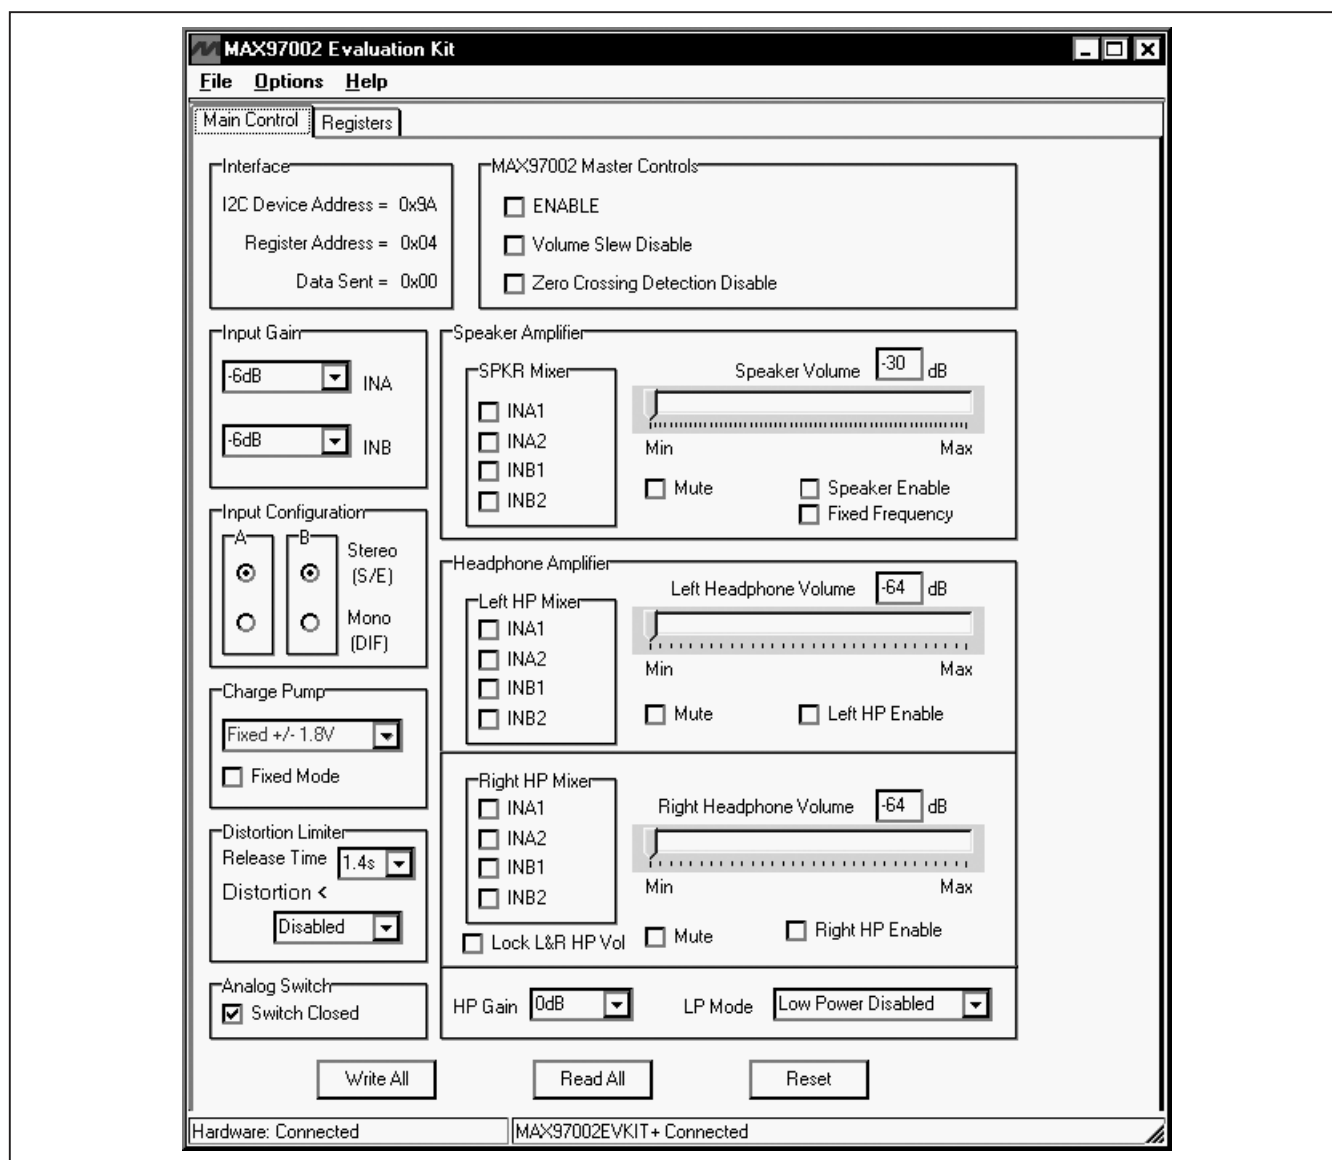 MAX97002 Evaluation Kit
File Options Help
Main Control Registers
Interface
I2C Device Address = 0x9A
Register Address = 0x04
Data Sent = 0x00
MAX97002 Master Controls
ENABLE
Volume Slew Disable
Zero Crossing Detection Disable
Input Gain
-6dB INA
-6dB INB
Speaker Amplifier
SPKR Mixer
INA1
INA2
INB1
INB2
Speaker Volume -30 dB
Min Max
Mute Speaker Enable
Fixed Frequency
Input Configuration
A B
Stereo
(S/E)
Mono
(DIF)
Headphone Amplifier
Left HP Mixer
INA1
INA2
INB1
INB2
Left Headphone Volume -64 dB
Min Max
Mute Left HP Enable
Charge Pump
Fixed +/- 1.8V
Fixed Mode
Right HP Mixer
INA1
INA2
INB1
INB2
Lock L&R HP Vol
Right Headphone Volume -64 dB
Min Max
Mute Right HP Enable
Distortion Limiter
Release Time 1.4s
Distortion <
Disabled
Analog Switch
Switch Closed
HP Gain 0dB LP Mode Low Power Disabled
Write All Read All Reset
Hardware: Connected MAX97002EVKIT+ Connected